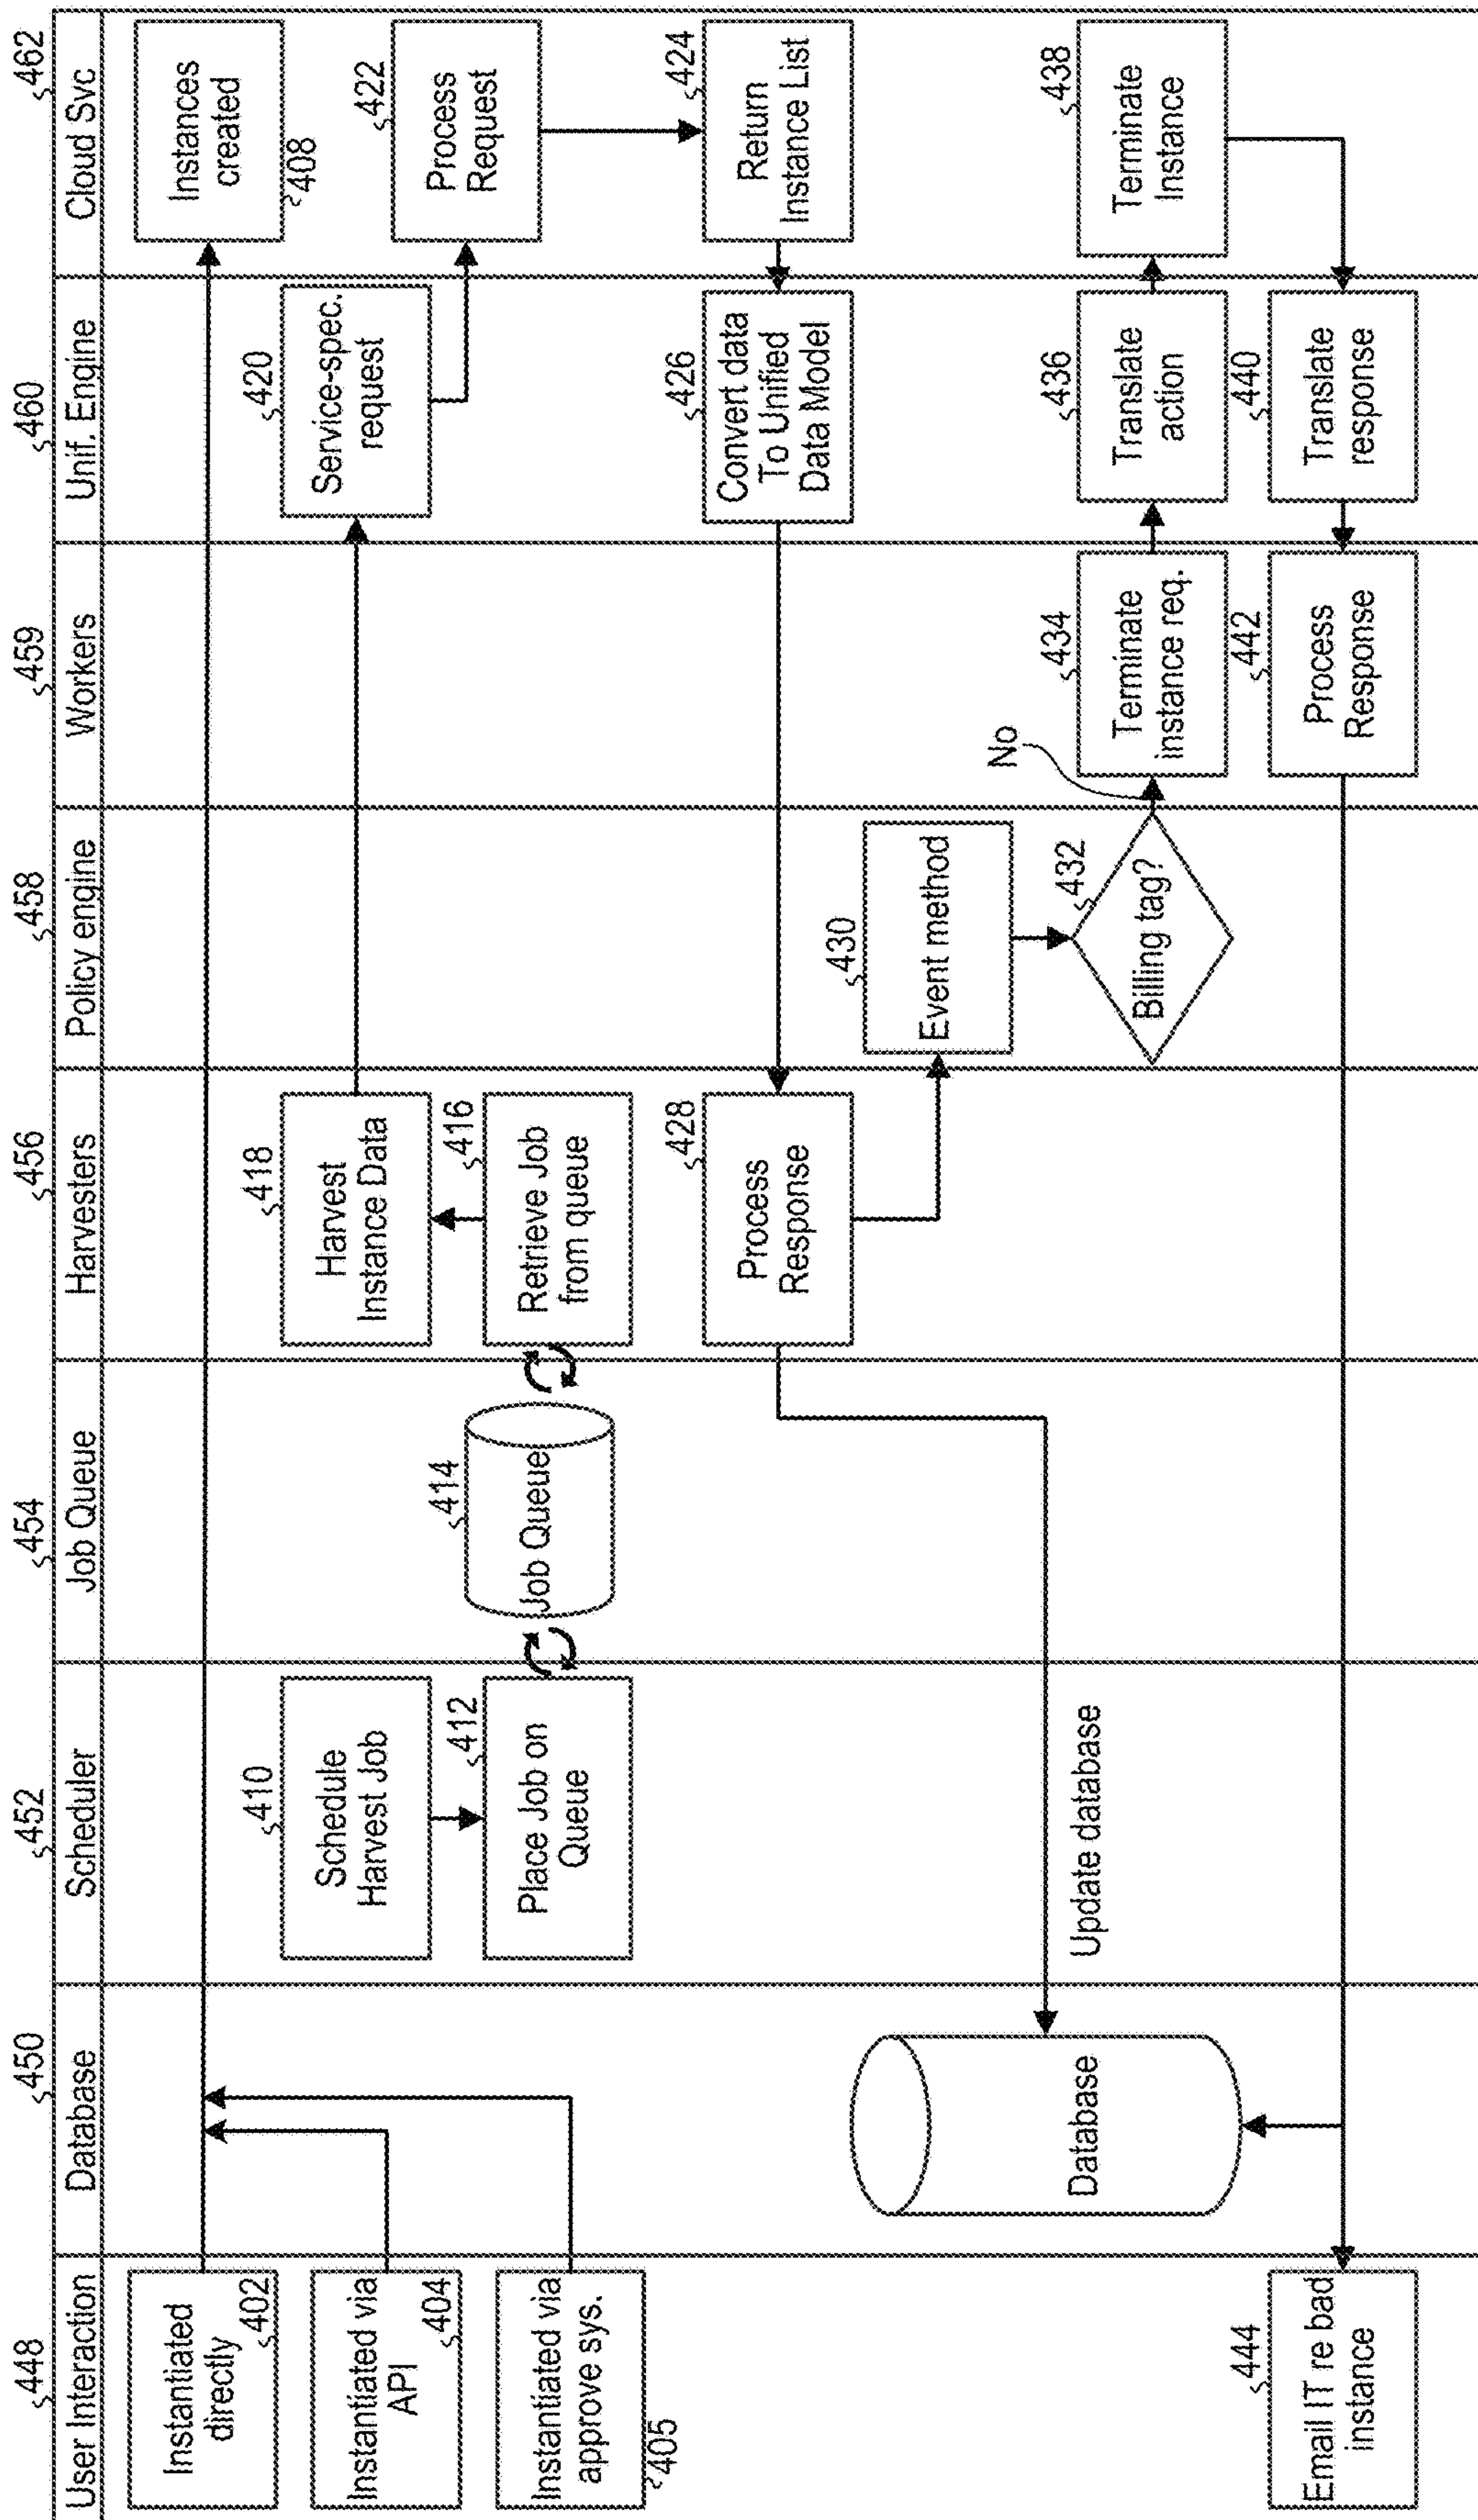 448
450
452
454
456
458
459
460
462
User Interaction
Database
Scheduler
Job Queue
Harvesters
Policy engine
Workers
Unif. Engine
Cloud Svc
Instantiated
directly
402
Instances
created
408
Instantiated via
API
404
Instantiated via
approve sys.
405
410
Schedule
Harvest Job
412
Place Job on
Queue
414
Job Queue
416
Retrieve Job
from queue
418
Harvest
Instance Data
420
Service-spec.
request
422
Process
Request
424
Return
Instance List
426
Convert data
To Unified
Data Model
428
Process
Response
Update database
Database
430
Event method
432
Billing tag?
No
434
Terminate
instance req.
436
Translate
action
438
Terminate
Instance
440
Translate
response
442
Process
Response
444
Email IT re bad
instance